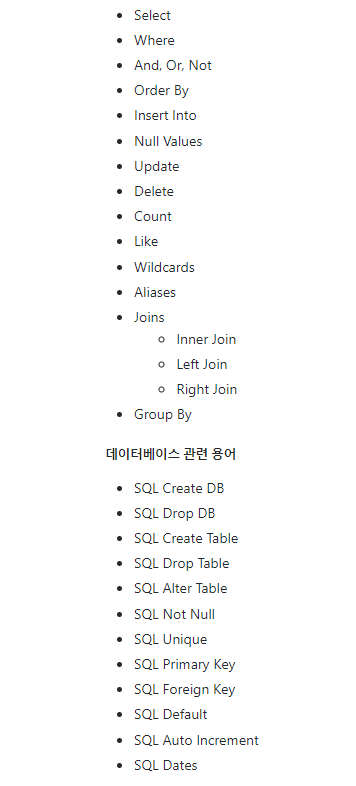 Select
Where
And, Or, Not
Order By
Insert Into
Null Values
Update
Delete
Count
Like
Wildcards
Aliases
Joins
Inner Join
Left Join
Right Join
Group By
데이터베이스 관련 용어
SQL Create DB
SQL Drop DB
SQL Create Table
SQL Drop Table
SQL Alter Table
SQL Not Null
SQL Unique
SQL Primary Key
SQL Foreign Key
SQL Default
SQL Auto Increment
SQL Dates